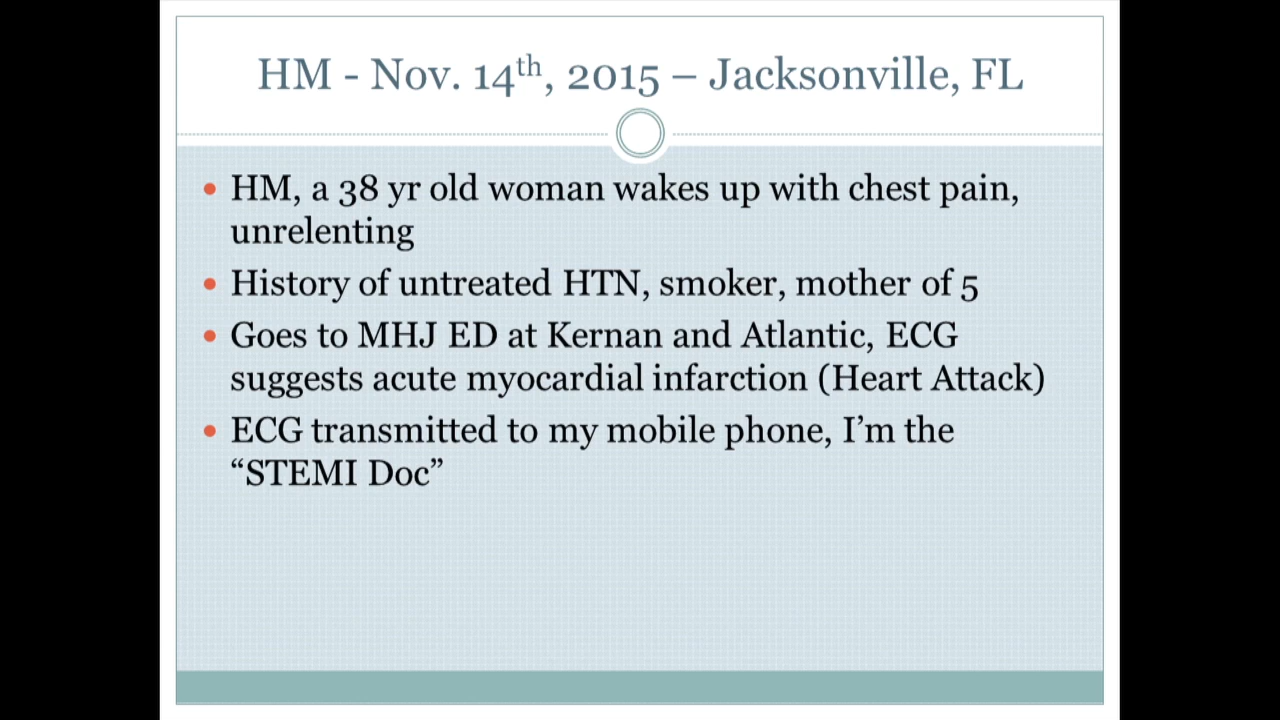 HM - Nov. 14th, 2015 – Jacksonville, FL
• HM, a 38 yr old woman wakes up with chest pain,
unrelenting
• History of untreated HTN, smoker, mother of 5
• Goes to MHJ ED at Kernan and Atlantic, ECG
suggests acute myocardial infarction (Heart Attack)
• ECG transmitted to my mobile phone, I’m the
“STEMI Doc”